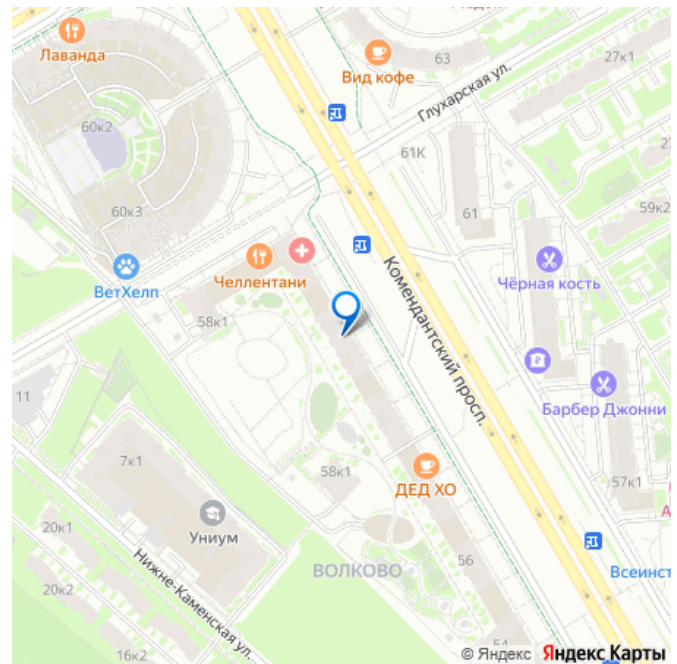 Лаванда
Вид кофе
63
27к1
Глухарская ул.
60к2
61К
60к3
61
59к2
ВетХелп
Челлентани
Чёрная кость
58к1
Комендантский просп.
11
Барбер Джонни
7к1
58к1
ДЕД ХО
57к1
Униум
20к1
Нижне-Каменская ул.
ВОЛКОВО
56
Всеинст
20к2
16к2
54
© Яндекс Яндекс Карты